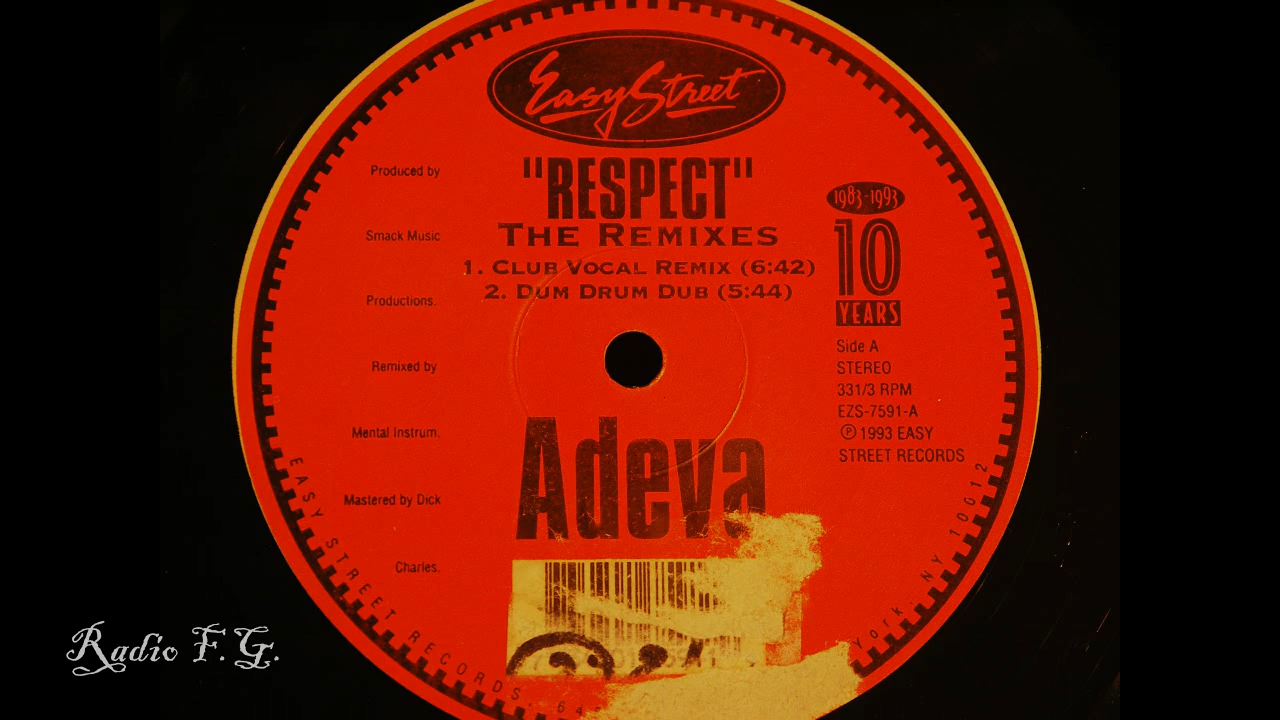 Easy Street
"RESPECT"
THE REMIXES
1. CLUB VOCAL REMIX (6:42)
2. DUM DRUM DUB (5:44)
Produced by
Smack Music
Productions.
Remixed by
Mental Instrum.
Mastered by Dick
Charles.
1983-1993
10
YEARS
Side A
STEREO
331/3 RPM
EZS-7591-A
℗ 1993 EASY
STREET RECORDS
Adeva
EASY STREET RECORDS, 64
York NY 10012
Radio F.G.